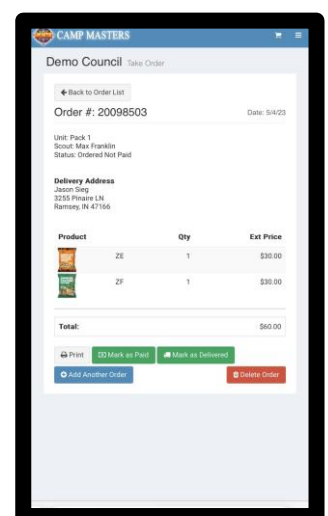 CAMP MASTERS
Demo Council Take Order
Back to Order List
Order #: 20098503 Date: 5/4/23
Unit: Pack 1
Scout: Max Franklin
Status: Ordered Not Paid
Delivery Address
Jason Sieg
3255 Pinaire LN
Ramsey, IN 47166
Product Qty Ext Price
ZE 1 $30.00
ZF 1 $30.00
Total: $60.00
Print Mark as Paid Mark as Delivered
Add Another Order Delete Order